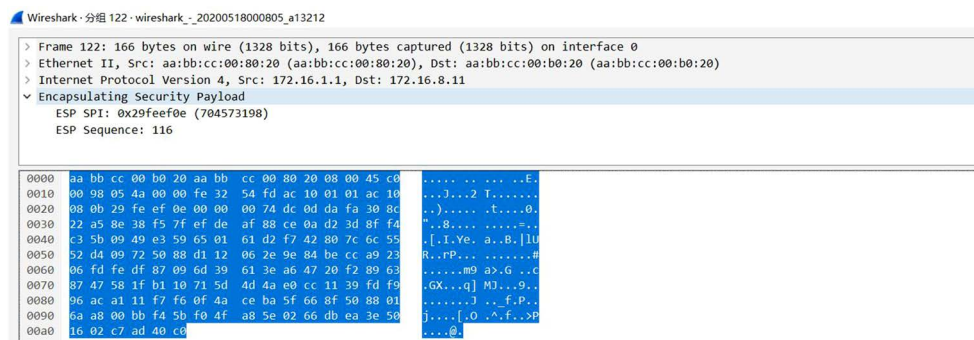 Wireshark · 分组 122 · wireshark_-_20200518000805_a13212
> Frame 122: 166 bytes on wire (1328 bits), 166 bytes captured (1328 bits) on interface 0
> Ethernet II, Src: aa:bb:cc:00:80:20 (aa:bb:cc:00:80:20), Dst: aa:bb:cc:00:b0:20 (aa:bb:cc:00:b0:20)
> Internet Protocol Version 4, Src: 172.16.1.1, Dst: 172.16.8.11
Encapsulating Security Payload
ESP SPI: 0x29feef0e (704573198)
ESP Sequence: 116
0000 aa bb cc 00 b0 20 aa bb cc 00 80 20 08 00 45 c0 ..... .. ... ..E.
0010 00 98 05 4a 00 00 fe 32 54 fd ac 10 01 01 ac 10 ...J...2 T.......
0020 08 0b 29 fe ef 0e 00 00 00 74 dc 0d da fa 30 8c ..)..... .t....0.
0030 22 a5 8e 38 f5 7f ef de af 88 ce 0a d2 3d 8f f4 "..8.... .....=..
0040 c3 5b 09 49 e3 59 65 01 61 d2 f7 42 80 7c 6c 55 .[.I.Ye. a..B.|lU
0050 52 d4 09 72 50 88 d1 12 06 2e 9e 84 be cc a9 23 R..rP... .......#
0060 06 fd fe df 87 09 6d 39 61 3e a6 47 20 f2 89 63 ......m9 a>.G ..c
0070 87 47 58 1f b1 10 71 5d 4d 4a e0 cc 11 39 fd f9 .GX...q] MJ...9..
0080 96 ac a1 11 f7 f6 0f 4a ce ba 5f 66 8f 50 88 01 .......J .._f.P..
0090 6a a8 00 bb f4 5b f0 4f a8 5e 02 66 db ea 3e 50 j....[.O .^.f..>P
00a0 16 02 c7 ad 40 c0 ....@.